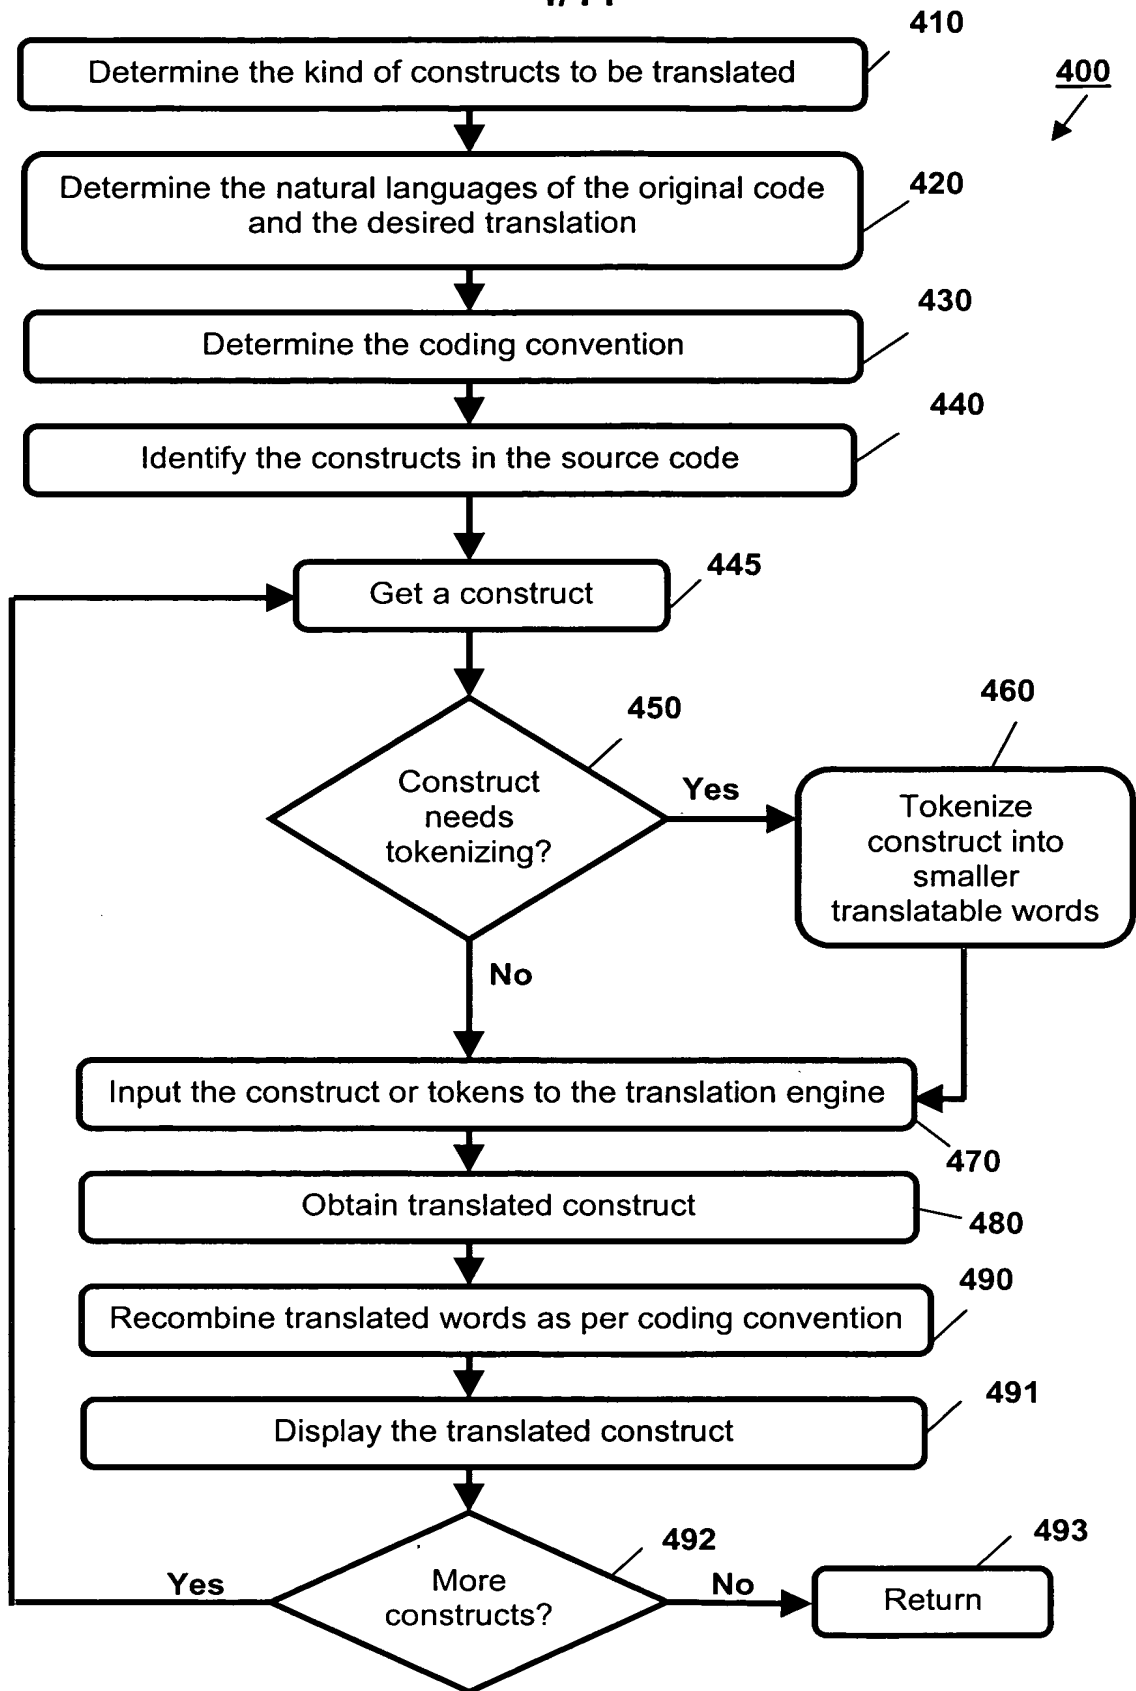 410
Determine the kind of constructs to be translated
400
Determine the natural languages of the original code
and the desired translation
420
430
Determine the coding convention
440
Identify the constructs in the source code
445
Get a construct
450
Construct
needs
tokenizing?
Yes
460
Tokenize
construct into
smaller
translatable words
No
Input the construct or tokens to the translation engine
470
Obtain translated construct
480
490
Recombine translated words as per coding convention
491
Display the translated construct
492
More
constructs?
Yes
No
493
Return